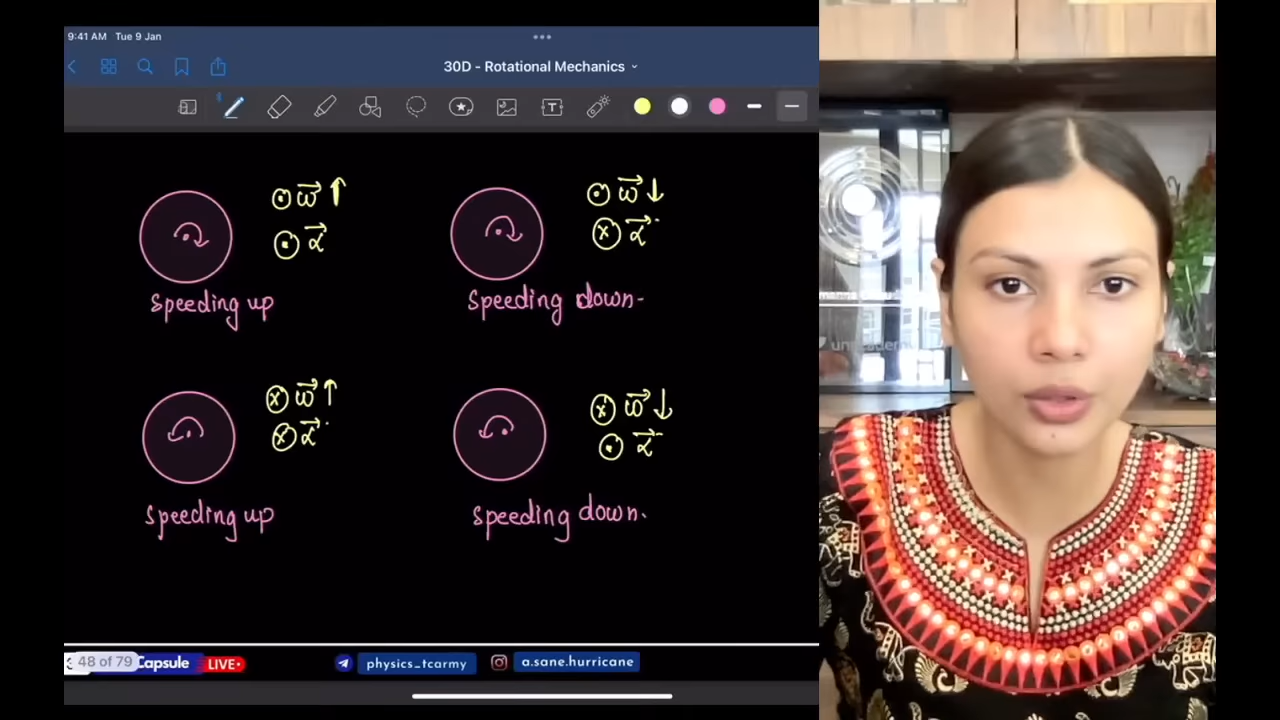 9:41 AM Tue 9 Jan
30D - Rotational Mechanics
⊙ ω⃗ ↑
⊙ α⃗
speeding up
⊙ ω⃗ ↓
⊗ α⃗
speeding down.
⊗ ω⃗ ↑
⊗ α⃗
speeding up
⊗ ω⃗ ↓
⊙ α⃗
speeding down.
48 of 79 Capsule LIVE
physics_tcarmy
a.sane.hurricane